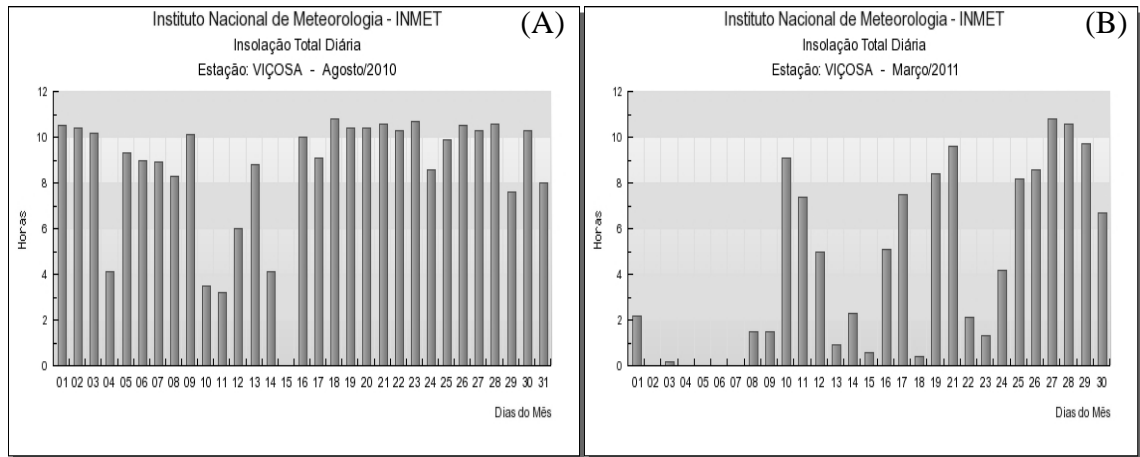 Instituto Nacional de Meteorologia - INMET
(A)
Insolação Total Diária
Estação: VIÇOSA - Agosto/2010
12
10
8
6
4
2
0
Horas
01 02 03 04 05 06 07 08 09 10 11 12 13 14 15 16 17 18 19 20 21 22 23 24 25 26 27 28 29 30 31
Dias do Mês
Instituto Nacional de Meteorologia - INMET
(B)
Insolação Total Diária
Estação: VIÇOSA - Março/2011
12
10
8
6
4
2
0
Horas
01 02 03 04 05 06 07 08 09 10 11 12 13 14 15 16 17 18 19 21 22 23 24 25 26 27 28 29 30
Dias do Mês